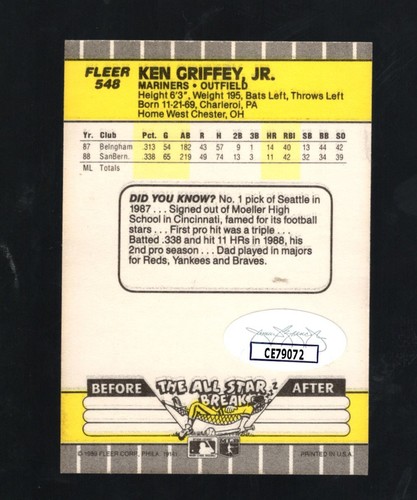 FLEER
548
KEN GRIFFEY, JR.
MARINERS • OUTFIELD
Height 6'3", Weight 195, Bats Left, Throws Left
Born 11-21-69, Charleroi, PA
Home West Chester, OH
Yr. Club Pct. G AB R H 2B 3B HR RBI SB BB SO
87 Belngham .313 54 182 43 57 9 1 14 40 13 44 42
88 SanBern. .338 65 219 49 74 13 3 11 42 32 34 39
ML Totals
DID YOU KNOW? No. 1 pick of Seattle in
1987 . . . Signed out of Moeller High
School in Cincinnati, famed for its football
stars . . . First pro hit was a triple . . .
Batted .338 and hit 11 HRs in 1988, his
2nd pro season . . . Dad played in majors
for Reds, Yankees and Braves.
CE79072
BEFORE THE ALL STAR BREAK AFTER
© 1989 FLEER CORP., PHILA. 19141 PRINTED IN U.S.A.